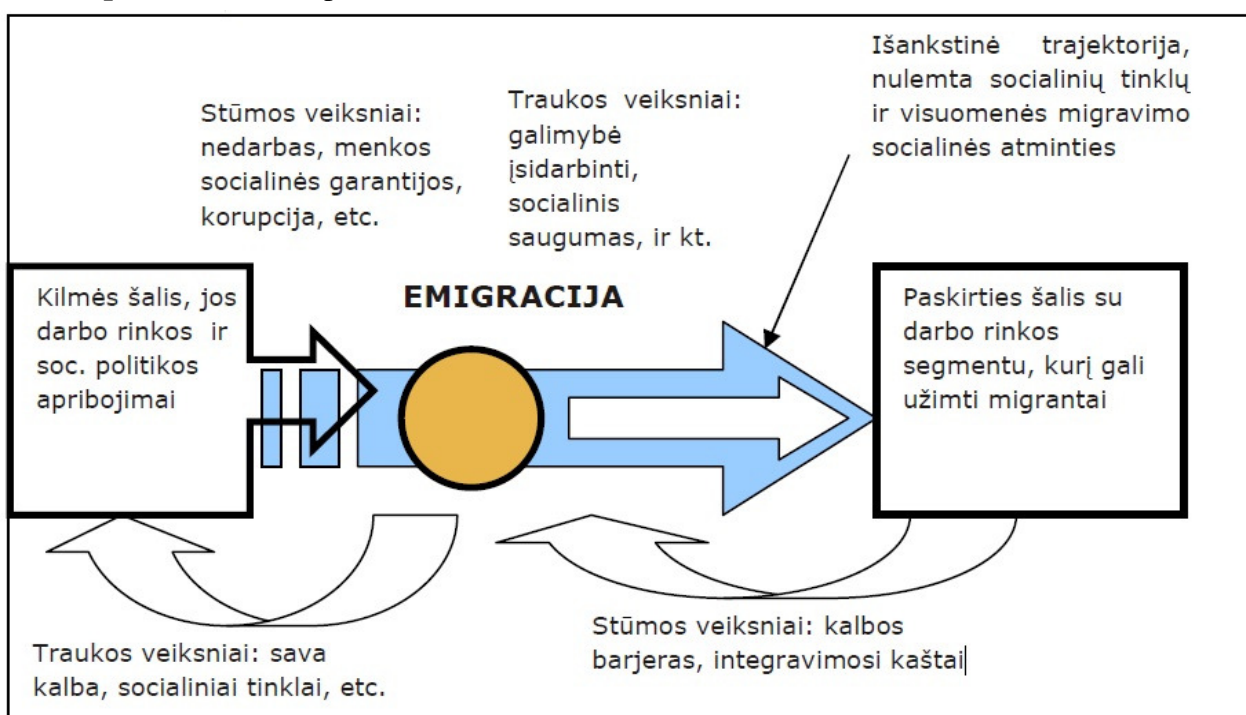 Stūmos veiksniai:
nedarbas, menkos
socialinės garantijos,
korupcija, etc.
Traukos veiksniai:
galimybė
įsidarbinti,
socialinis
saugumas, ir kt.
Išankstinė trajektorija,
nulemta socialinių tinklų
ir visuomenės migravimo
socialinės atminties
Kilmės šalis, jos
darbo rinkos ir
soc. politikos
apribojimai
EMIGRACIJA
Paskirties šalis su
darbo rinkos
segmentu, kurį gali
užimti migrantai
Traukos veiksniai: sava
kalba, socialiniai tinklai, etc.
Stūmos veiksniai: kalbos
barjeras, integravimosi kaštai